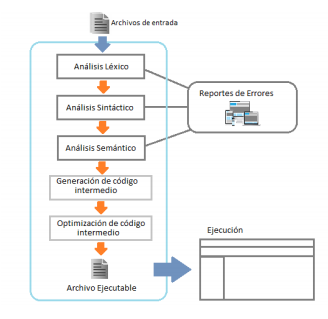 Archivos de entrada
Análisis Léxico
Reportes de Errores
Análisis Sintáctico
Análisis Semántico
Generación de código
intermedio
Optimización de código
intermedio
Ejecución
Archivo Ejecutable